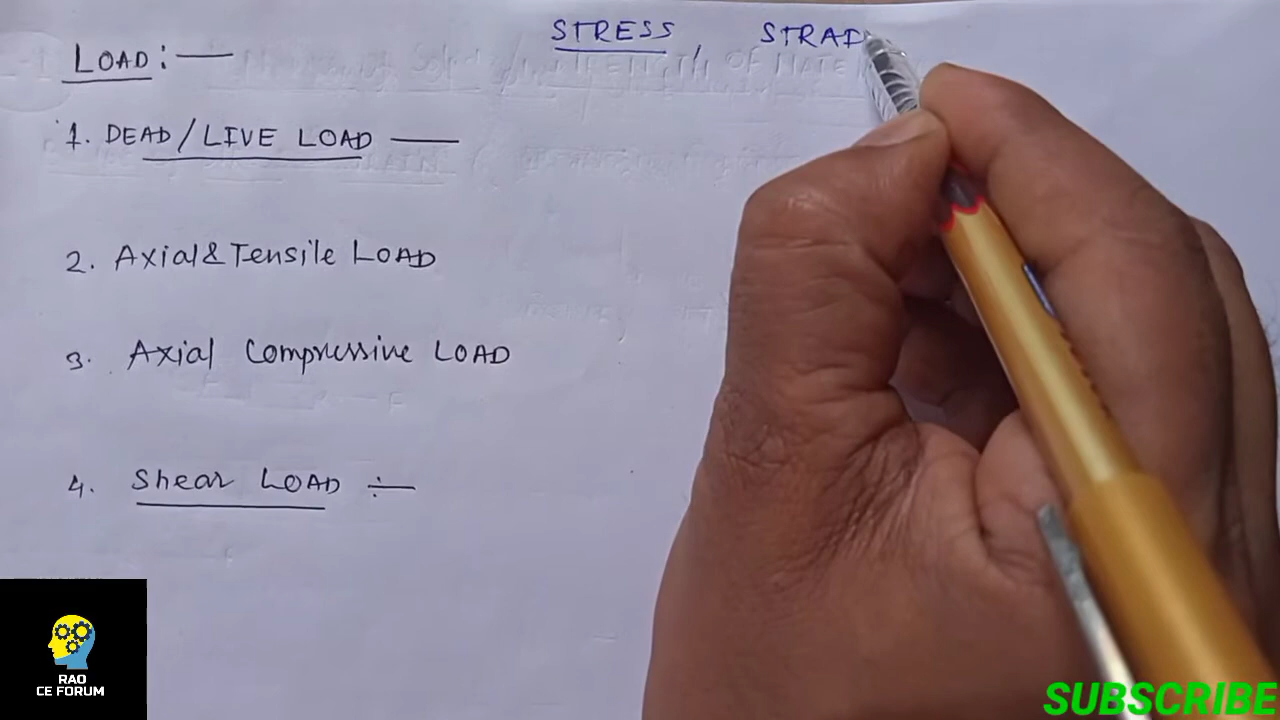 STRESS, STRAI
LOAD: —
1. DEAD/LIVE LOAD —
2. Axial & Tensile LOAD
3. Axial Compressive LOAD
4. Shear LOAD ÷
RAO
CE FORUM
SUBSCRIBE